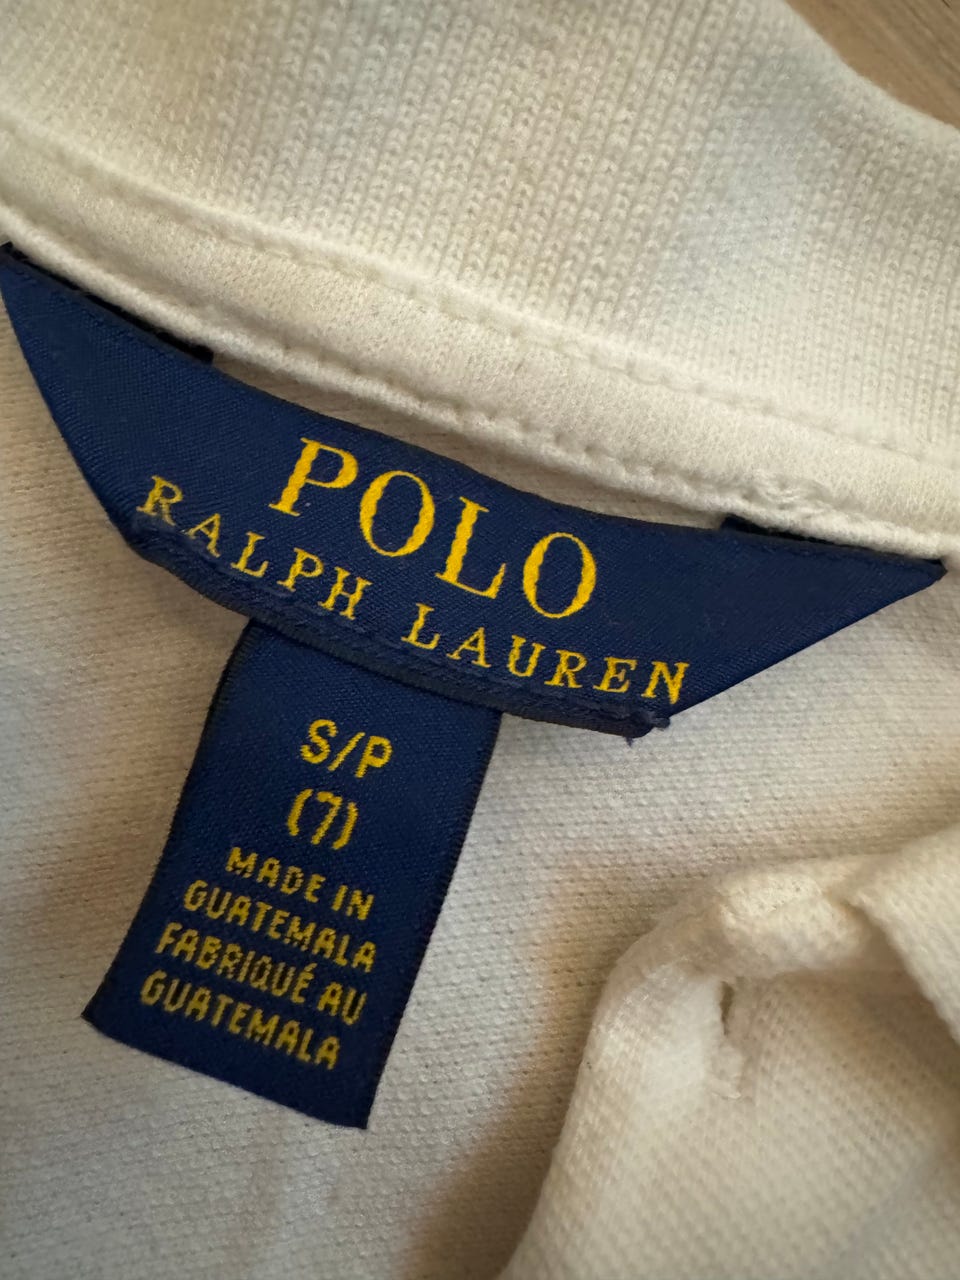 POLO
RALPH LAUREN
S/P
(7)
MADE IN
GUATEMALA
FABRIQUÉ AU
GUATEMALA